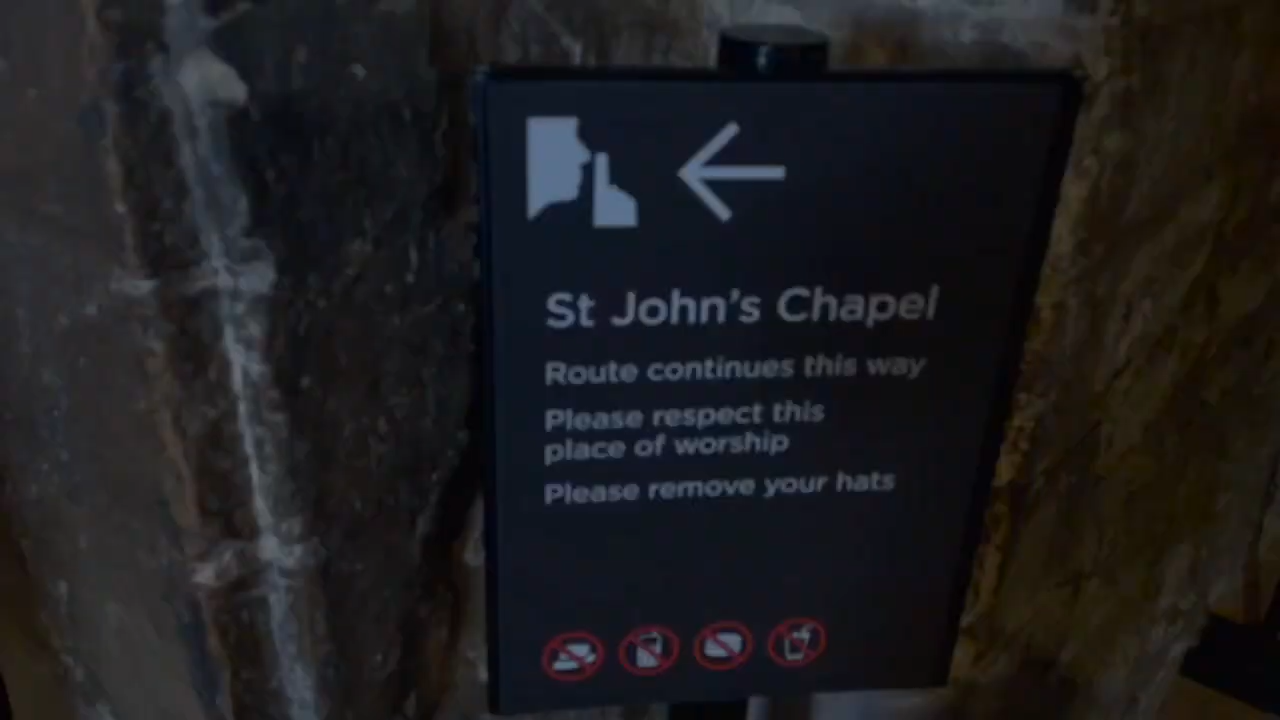 St John's Chapel
Route continues this way
Please respect this
place of worship
Please remove your hats